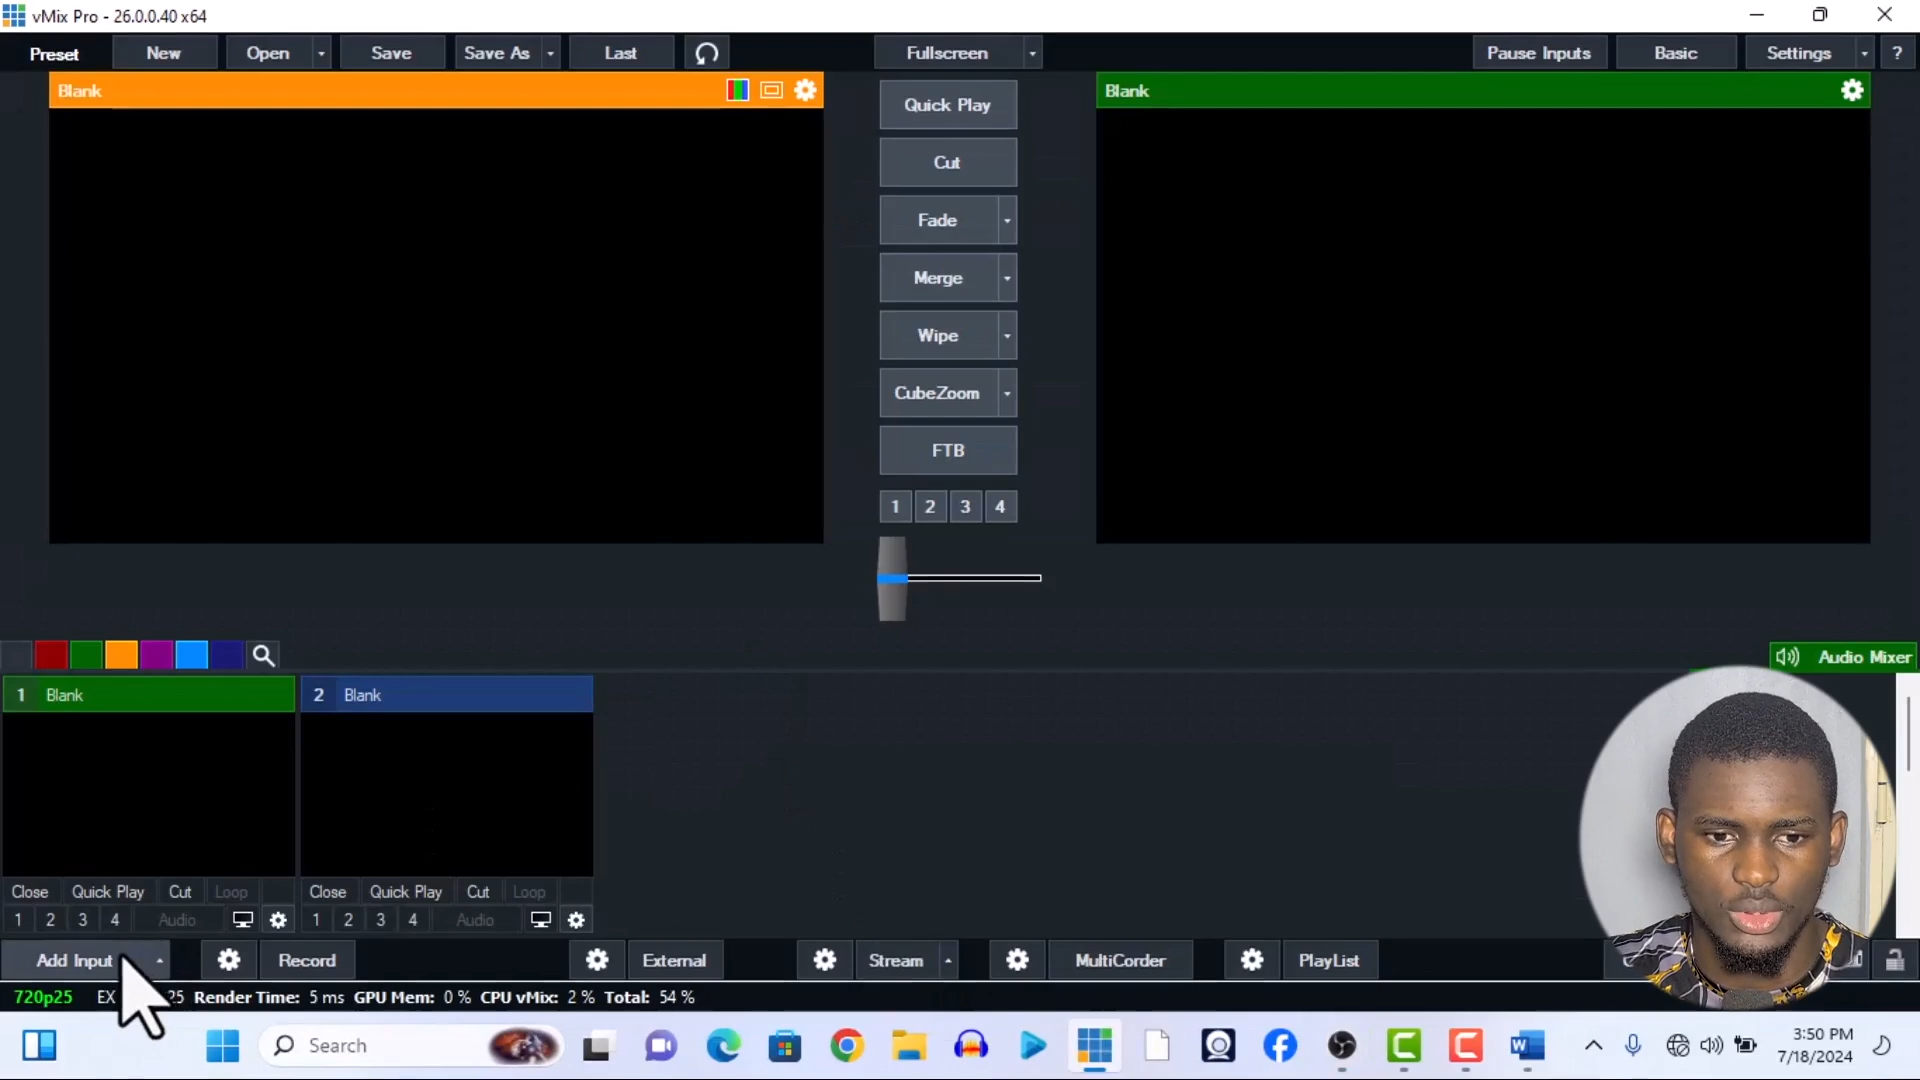 vMix Pro - 26.0.0.40 x64
Preset New Open Save Save As Last Fullscreen Pause Inputs Basic Settings ?
Blank
Blank
Quick Play
Cut
Fade
Merge
Wipe
CubeZoom
FTB
1 2 3 4
Audio Mixer
1 Blank
2 Blank
Close Quick Play Cut Loop
Close Quick Play Cut Loop
1 2 3 4 Audio
1 2 3 4 Audio
Add Input Record External Stream MultiCorder PlayList
720p25 EX 25 Render Time: 5 ms GPU Mem: 0 % CPU vMix: 2 % Total: 54 %
Search
3:50 PM
7/18/2024